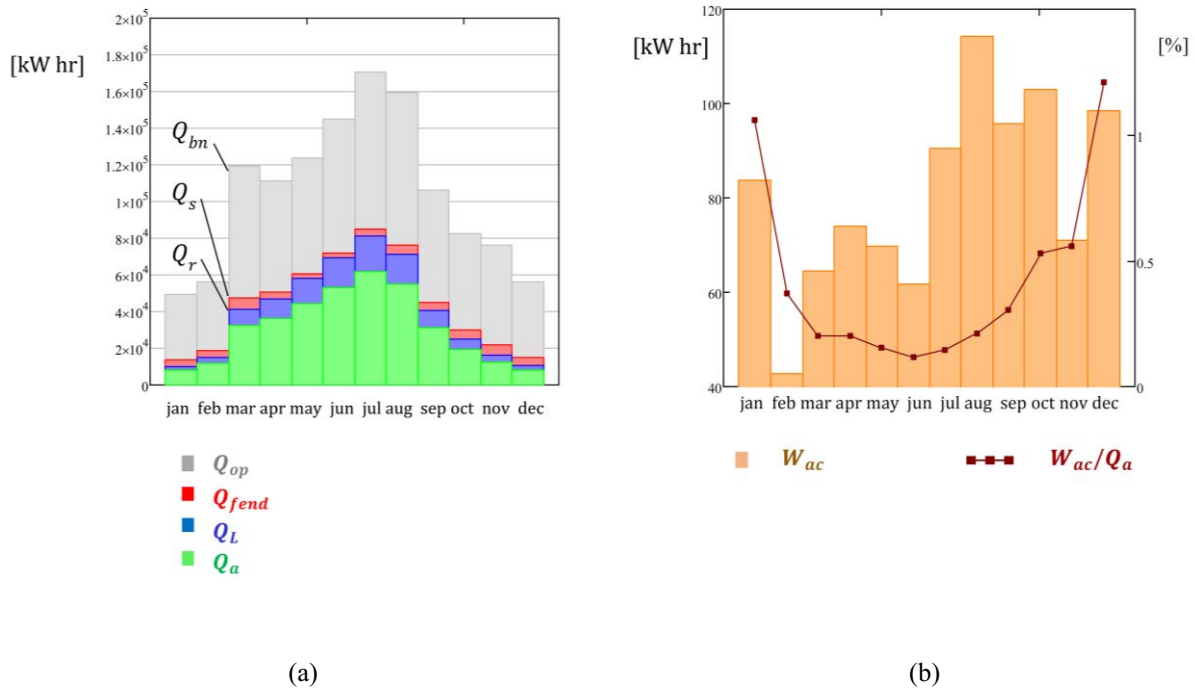 [kW hr]
2×10⁵
1.8×10⁵
1.6×10⁵
1.4×10⁵
1.2×10⁵
1×10⁵
8×10⁴
6×10⁴
4×10⁴
2×10⁴
0
Q_bn
Q_s
Q_r
jan feb mar apr may jun jul aug sep oct nov dec
Q_op
Q_fend
Q_L
Q_a
(a)
[kW hr]
120
100
80
60
40
[%]
1
0.5
0
jan feb mar apr may jun jul aug sep oct nov dec
W_ac
W_ac/Q_a
(b)